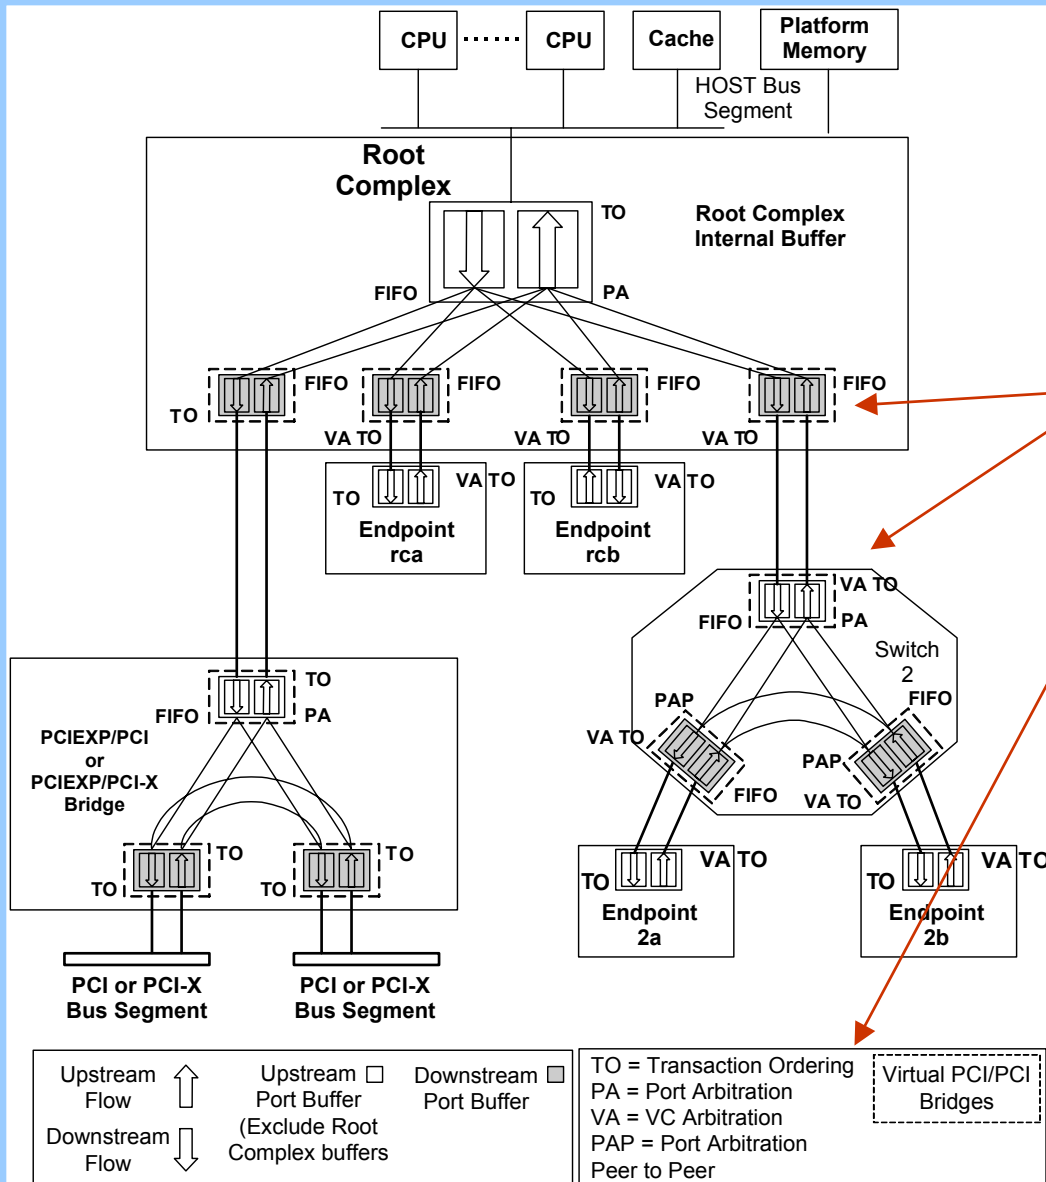 CPU
CPU
Cache
Platform
Memory
HOST Bus
Segment
Root
Complex
TO
Root Complex
Internal Buffer
FIFO
PA
FIFO
FIFO
FIFO
FIFO
TO
VA TO
VA TO
VA TO
TO
VA TO
TO
VA TO
Endpoint
rca
Endpoint
rcb
VA TO
FIFO
PA
Switch
2
TO
FIFO
PA
PAP
FIFO
VA TO
PAP
FIFO
VA TO
PCIEXP/PCI
or
PCIEXP/PCI-X
Bridge
TO
TO
TO
TO
TO
VA TO
TO
VA TO
Endpoint
2a
Endpoint
2b
PCI or PCI-X
Bus Segment
PCI or PCI-X
Bus Segment
Upstream
Flow
Downstream
Flow
Upstream
Port Buffer
(Exclude Root
Complex buffers
Downstream
Port Buffer
TO = Transaction Ordering
PA = Port Arbitration
VA = VC Arbitration
PAP = Port Arbitration
Peer to Peer
Virtual PCI/PCI
Bridges